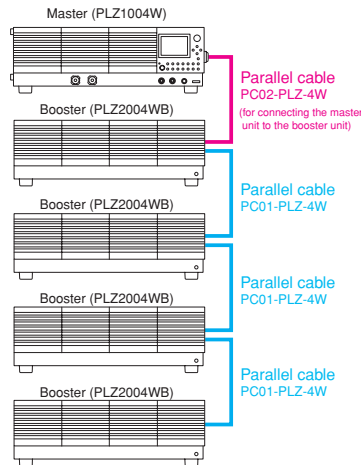 Master (PLZ1004W)
Parallel cable
PC02-PLZ-4W
(for connecting the master
unit to the booster unit)
Booster (PLZ2004WB)
Parallel cable
PC01-PLZ-4W
Booster (PLZ2004WB)
Parallel cable
PC01-PLZ-4W
Booster (PLZ2004WB)
Parallel cable
PC01-PLZ-4W
Booster (PLZ2004WB)